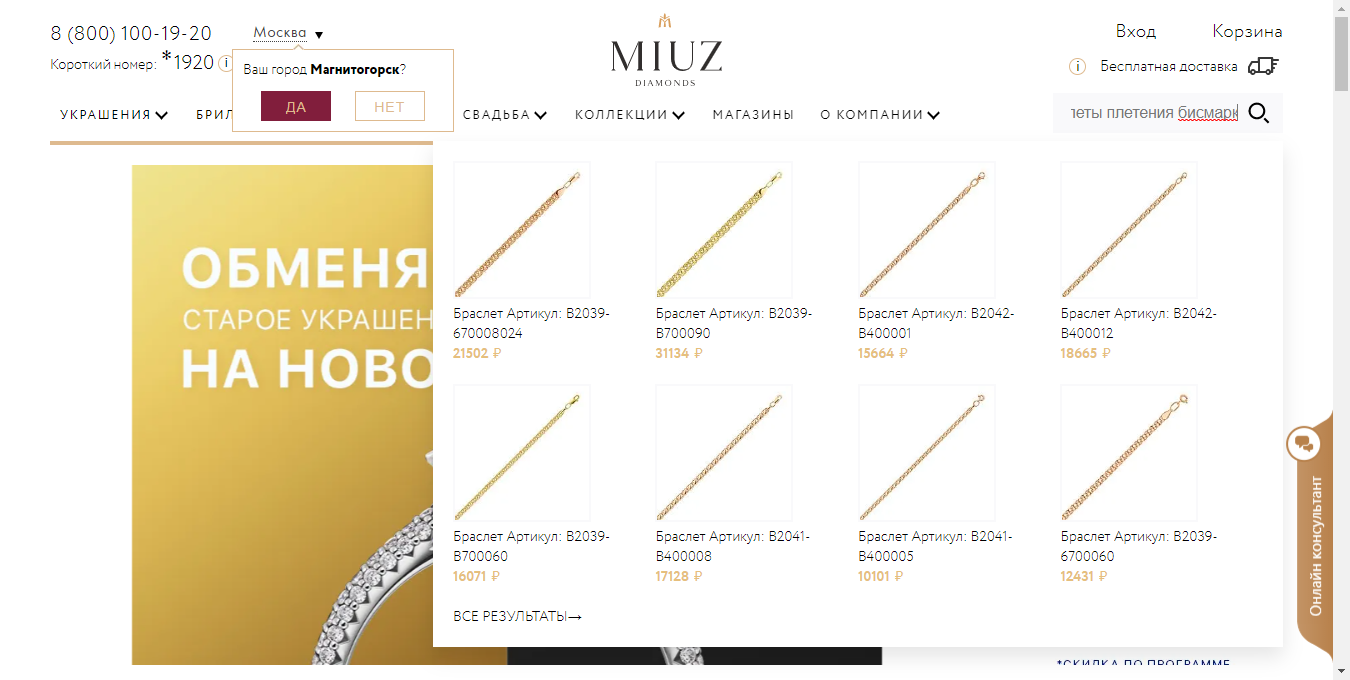 8 (800) 100-19-20
Москва ▼
Короткий номер: *1920 i
Ваш город Магнитогорск?
ДА
НЕТ
MIUZ
DIAMONDS
Вход
Корзина
i Бесплатная доставка
УКРАШЕНИЯ
СВАДЬБА
КОЛЛЕКЦИИ
МАГАЗИНЫ
О КОМПАНИИ
плетения бисмарк
ОБМЕНЯ
СТАРОЕ УКРАШЕН
НА НОВО
Браслет Артикул: B2039-
670008024
21502 ₽
Браслет Артикул: B2039-
B700090
31134 ₽
Браслет Артикул: B2042-
B400001
15664 ₽
Браслет Артикул: B2042-
B400012
18665 ₽
Браслет Артикул: B2039-
B700060
16071 ₽
Браслет Артикул: B2041-
B400008
17128 ₽
Браслет Артикул: B2041-
B400005
10101 ₽
Браслет Артикул: B2039-
6700060
12431 ₽
ВСЕ РЕЗУЛЬТАТЫ→
Онлайн консультант
*СКИДКА ПО ПРОГРАММЕ